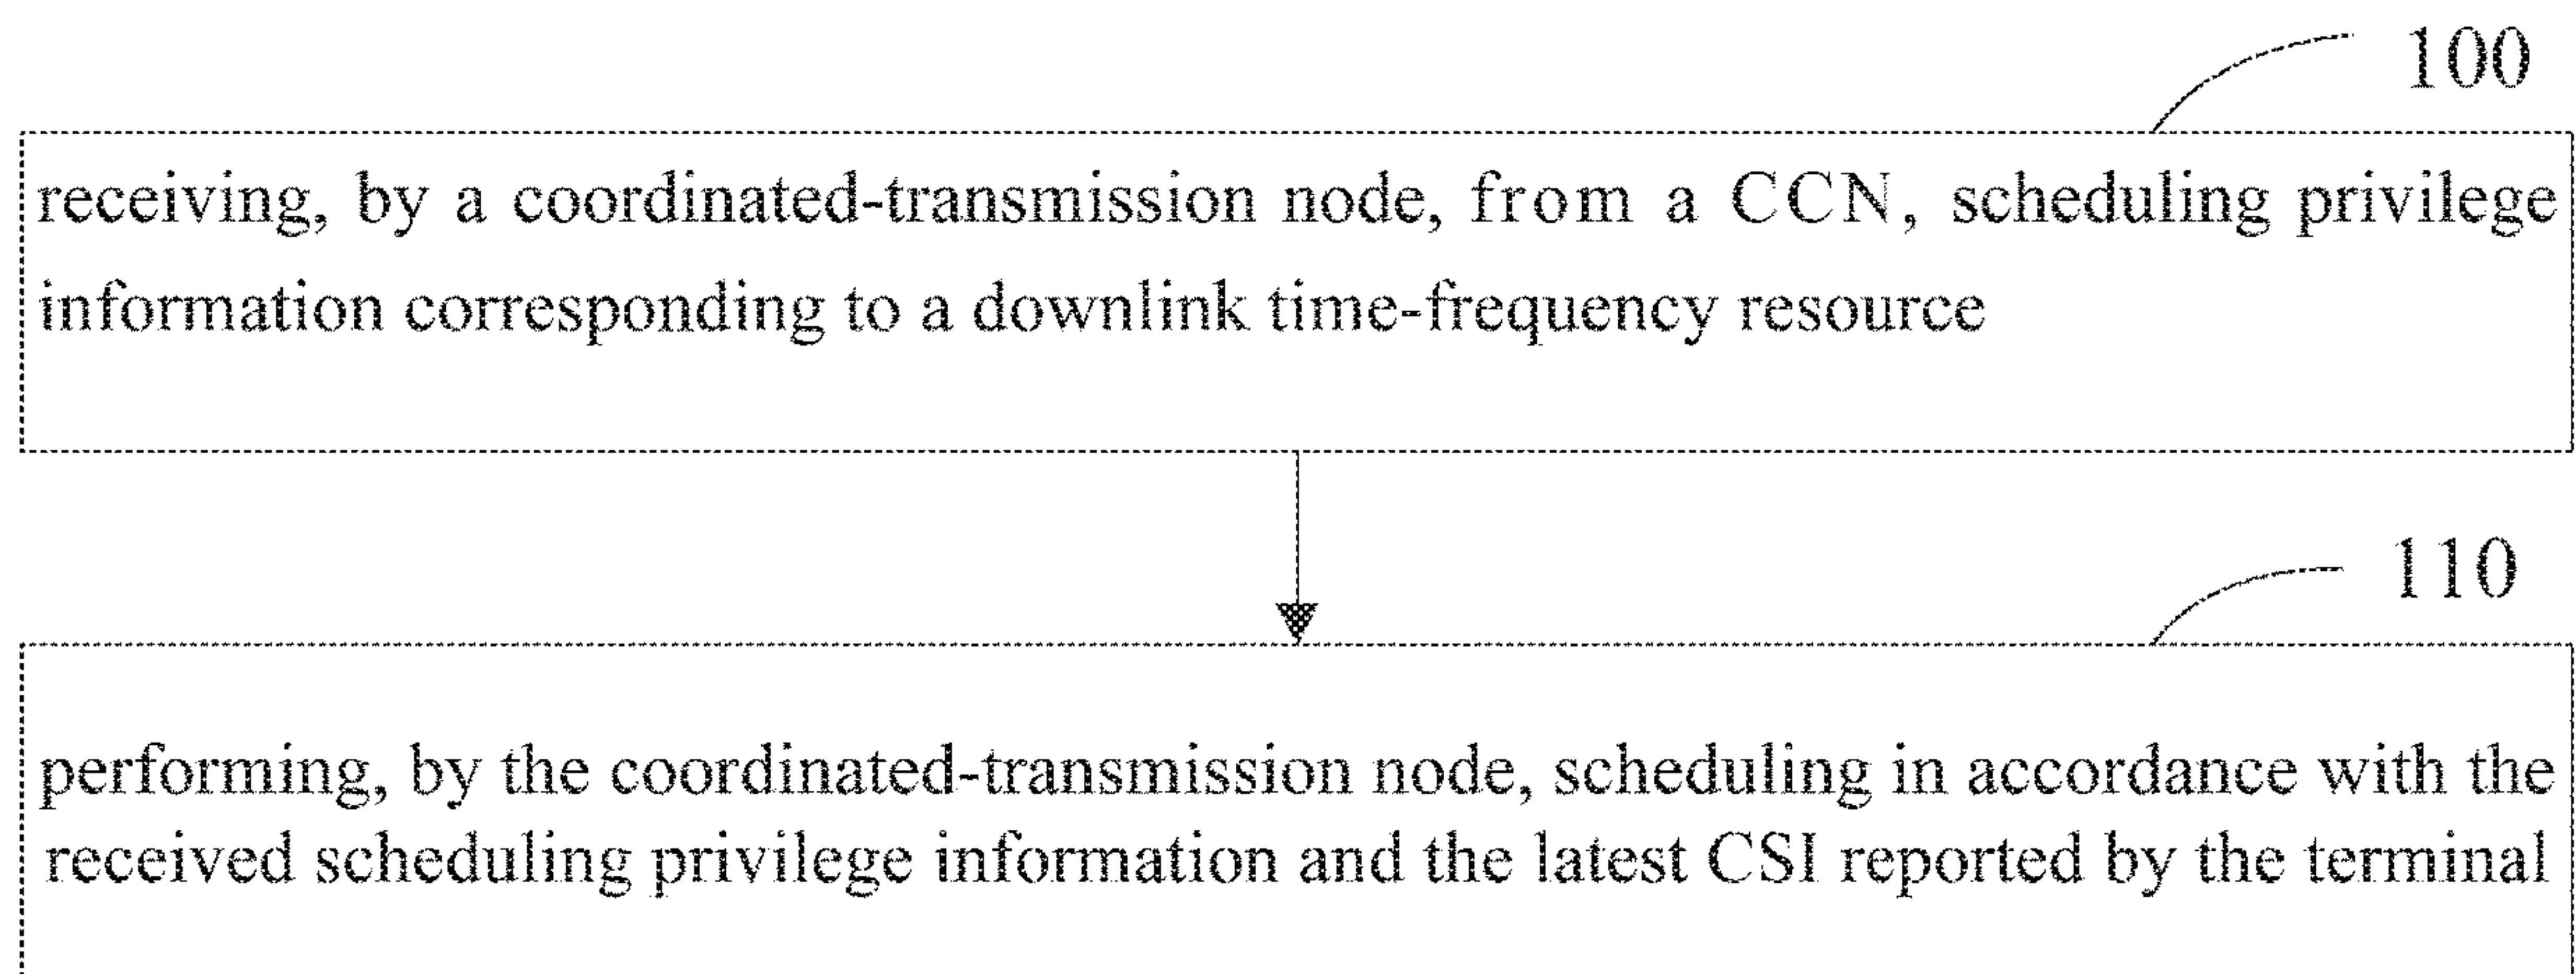 100
receiving, by a coordinated-transmission node, from a CCN, scheduling privilege
information corresponding to a downlink time-frequency resource
110
performing, by the coordinated-transmission node, scheduling in accordance with the
received scheduling privilege information and the latest CSI reported by the terminal